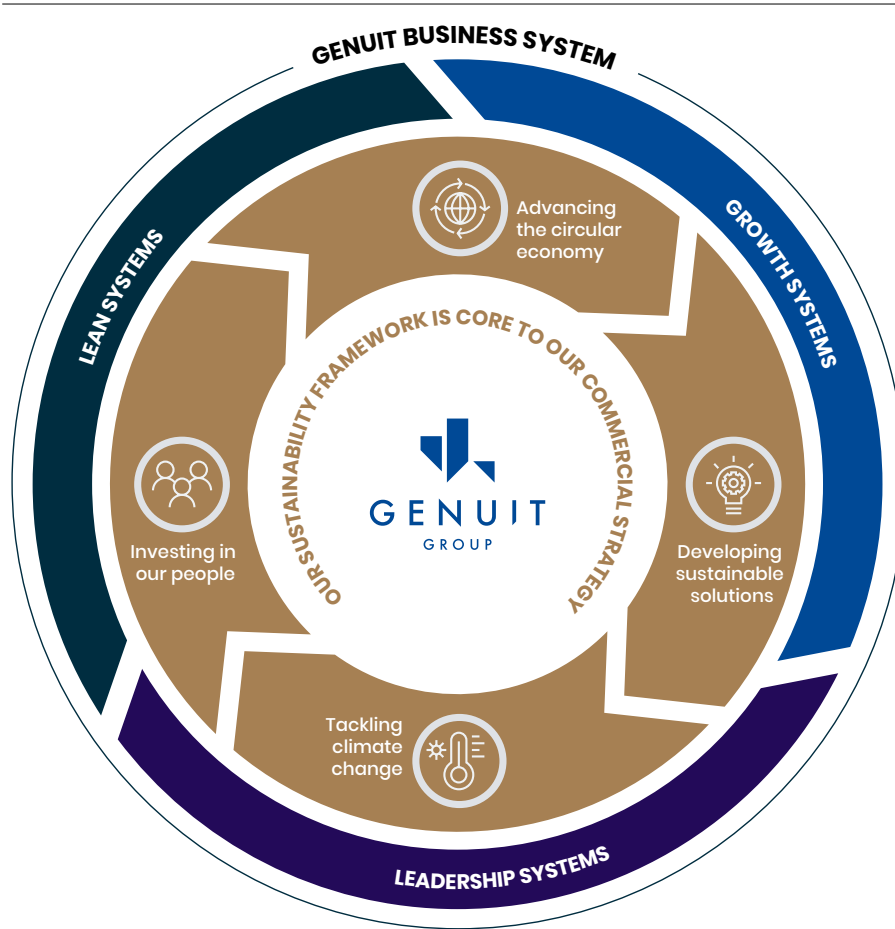 GENUIT BUSINESS SYSTEM
LEAN SYSTEMS
GROWTH SYSTEMS
Advancing
the circular
economy
OUR SUSTAINABILITY FRAMEWORK IS CORE TO OUR COMMERCIAL STRATEGY
GENUIT
GROUP
Investing in
our people
Developing
sustainable
solutions
Tackling
climate
change
LEADERSHIP SYSTEMS